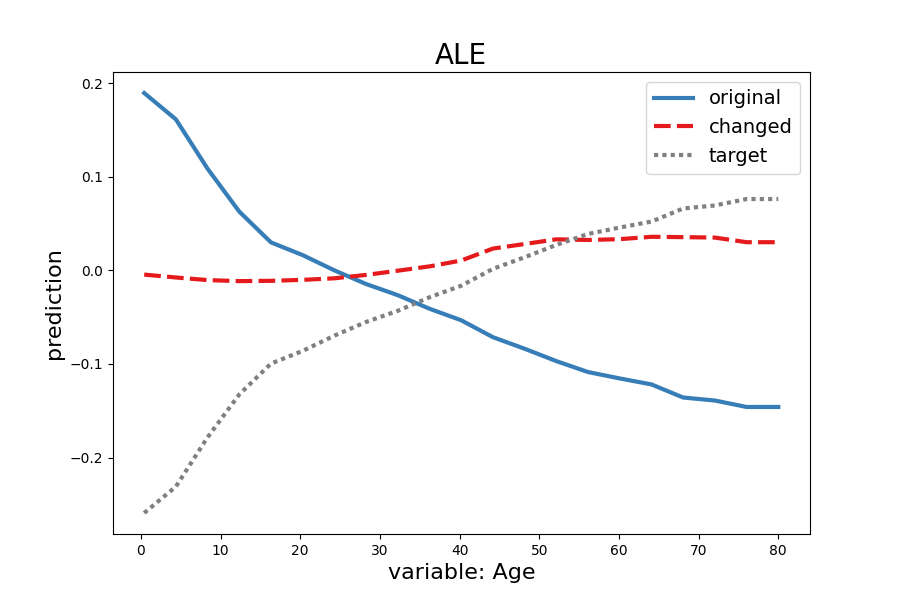 ALE
original
changed
target
0.2
0.1
0.0
−0.1
−0.2
prediction
0 10 20 30 40 50 60 70 80
variable: Age